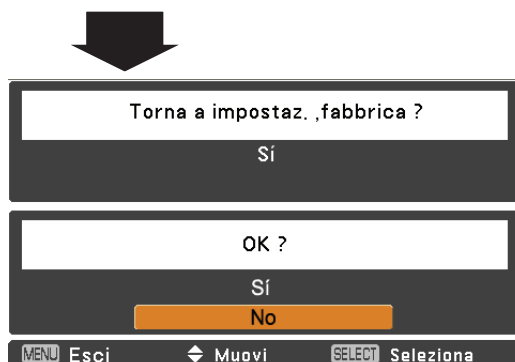 Torna a impostaz. ,fabbrica ?
Sí
OK ?
Sí
No
MENU Esci Muovi SELECT Seleziona